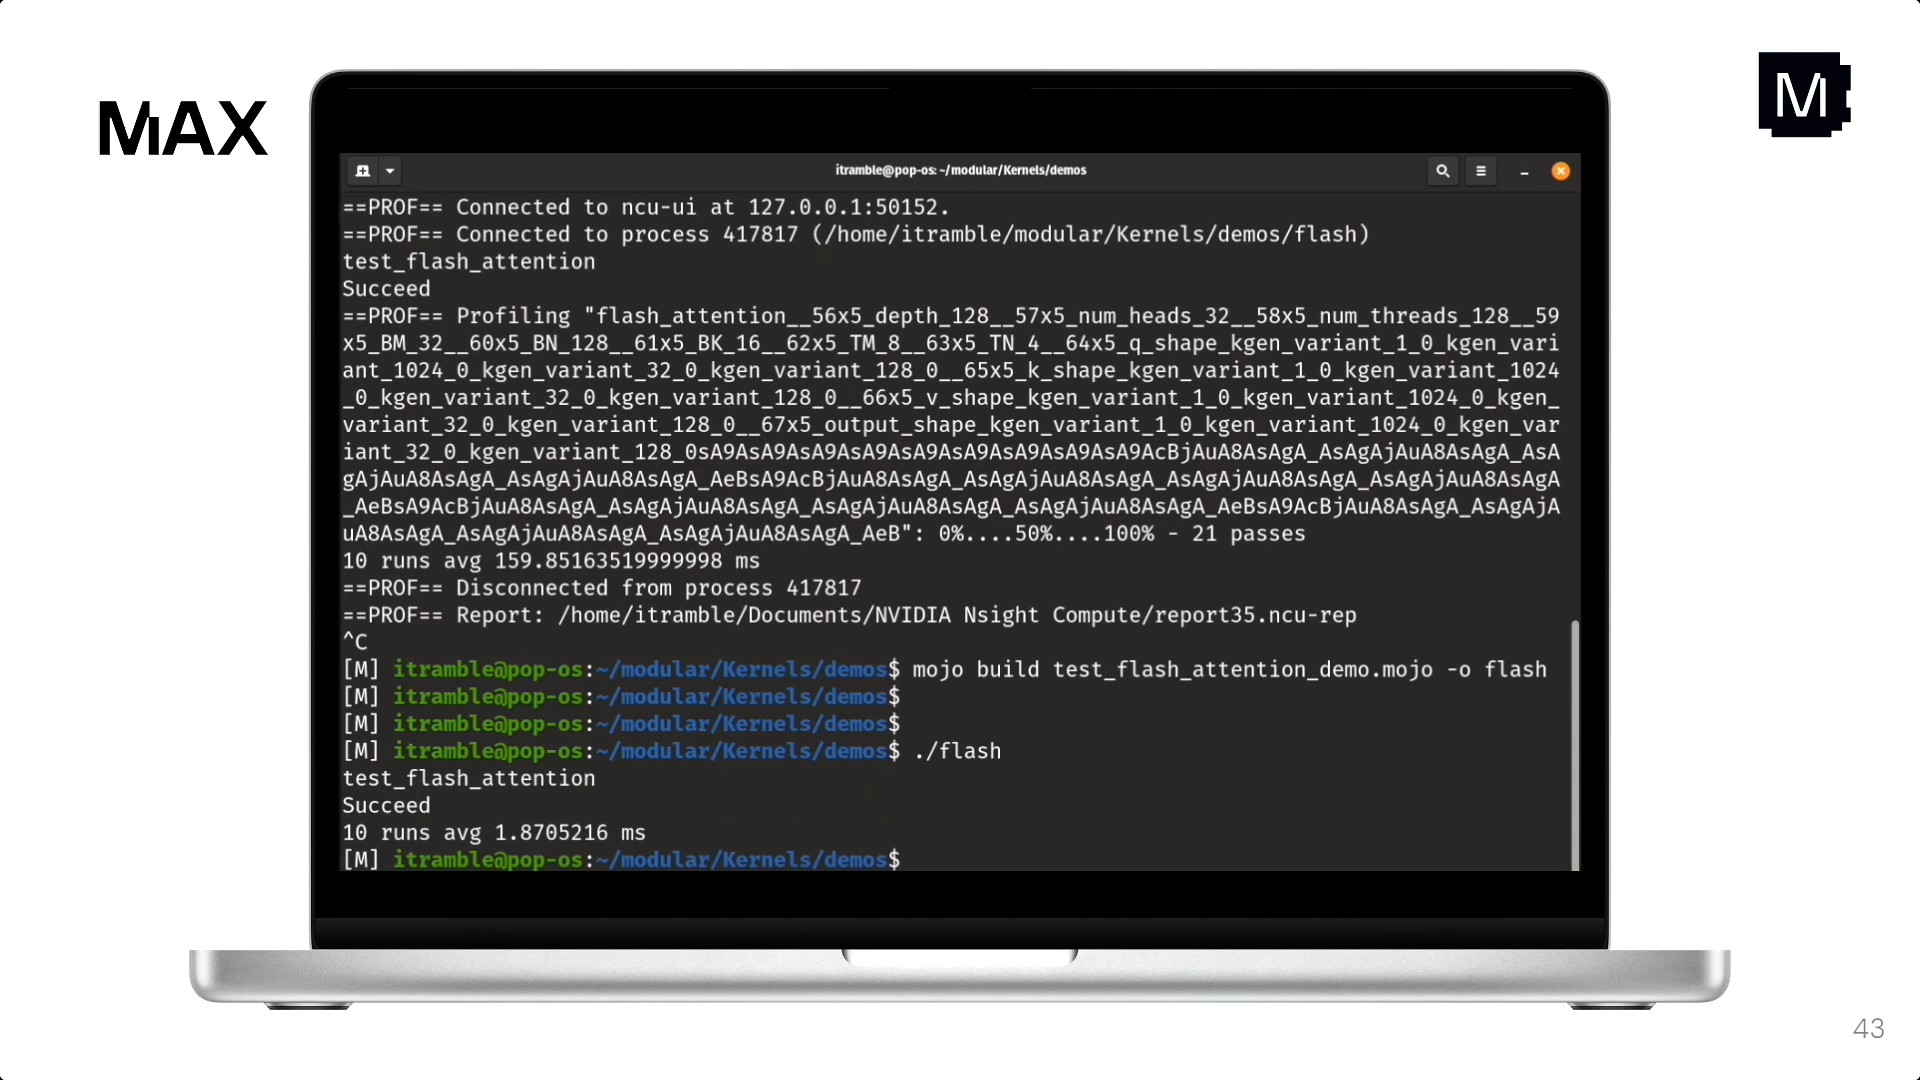 MAX
M
itramble@pop-os: ~/modular/Kernels/demos
==PROF== Connected to ncu-ui at 127.0.0.1:50152.
==PROF== Connected to process 417817 (/home/itramble/modular/Kernels/demos/flash)
test_flash_attention
Succeed
==PROF== Profiling "flash_attention__56x5_depth_128__57x5_num_heads_32__58x5_num_threads_128__59
x5_BM_32__60x5_BN_128__61x5_BK_16__62x5_TM_8__63x5_TN_4__64x5_q_shape_kgen_variant_1_0_kgen_vari
ant_1024_0_kgen_variant_32_0_kgen_variant_128_0__65x5_k_shape_kgen_variant_1_0_kgen_variant_1024
_0_kgen_variant_32_0_kgen_variant_128_0__66x5_v_shape_kgen_variant_1_0_kgen_variant_1024_0_kgen_
variant_32_0_kgen_variant_128_0__67x5_output_shape_kgen_variant_1_0_kgen_variant_1024_0_kgen_var
iant_32_0_kgen_variant_128_0sA9AsA9AsA9AsA9AsA9AsA9AsA9AsA9AsA9AcBjAuA8AsAgA_AsAgAjAuA8AsAgA_AsA
gAjAuA8AsAgA_AsAgAjAuA8AsAgA_AeBsA9AcBjAuA8AsAgA_AsAgAjAuA8AsAgA_AsAgAjAuA8AsAgA_AsAgAjAuA8AsAgA
_AeBsA9AcBjAuA8AsAgA_AsAgAjAuA8AsAgA_AsAgAjAuA8AsAgA_AsAgAjAuA8AsAgA_AeBsA9AcBjAuA8AsAgA_AsAgAjA
uA8AsAgA_AsAgAjAuA8AsAgA_AsAgAjAuA8AsAgA_AeB": 0%....50%....100% - 21 passes
10 runs avg 159.85163519999998 ms
==PROF== Disconnected from process 417817
==PROF== Report: /home/itramble/Documents/NVIDIA Nsight Compute/report35.ncu-rep
^C
[M] itramble@pop-os:~/modular/Kernels/demos$ mojo build test_flash_attention_demo.mojo -o flash
[M] itramble@pop-os:~/modular/Kernels/demos$
[M] itramble@pop-os:~/modular/Kernels/demos$
[M] itramble@pop-os:~/modular/Kernels/demos$ ./flash
test_flash_attention
Succeed
10 runs avg 1.8705216 ms
[M] itramble@pop-os:~/modular/Kernels/demos$
43